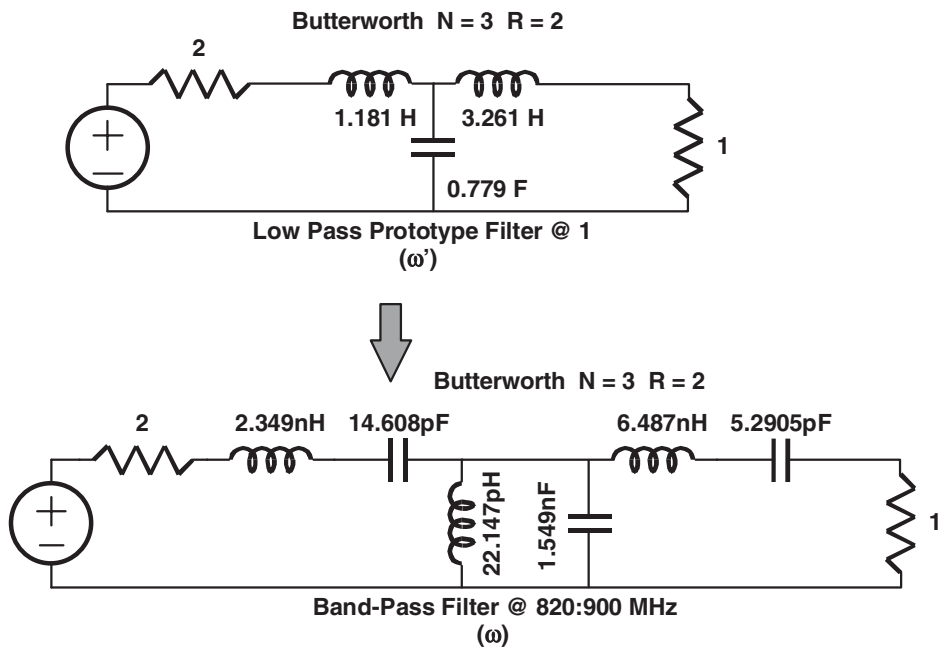 Butterworth N = 3 R = 2
2
1.181 H 3.261 H
1
0.779 F
Low Pass Prototype Filter @ 1
(ω')
Butterworth N = 3 R = 2
2 2.349nH 14.608pF 6.487nH 5.2905pF
22.147pH
1.549nF
1
Band-Pass Filter @ 820:900 MHz
(ω)